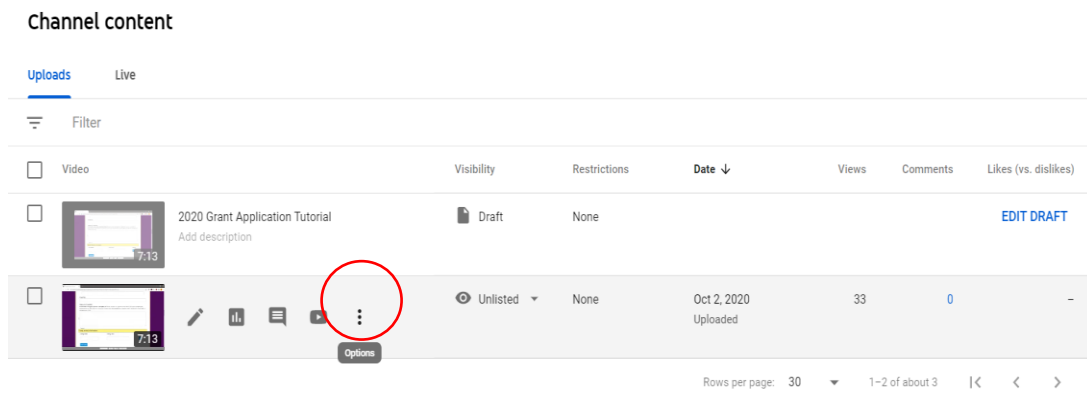 Channel content
Uploads Live
Filter
Video Visibility Restrictions Date Views Comments Likes (vs. dislikes)
2020 Grant Application Tutorial Draft None EDIT DRAFT
Add description
7:13
Unlisted None Oct 2, 2020 33 0 –
Uploaded
7:13
Options
Rows per page: 30 1–2 of about 3